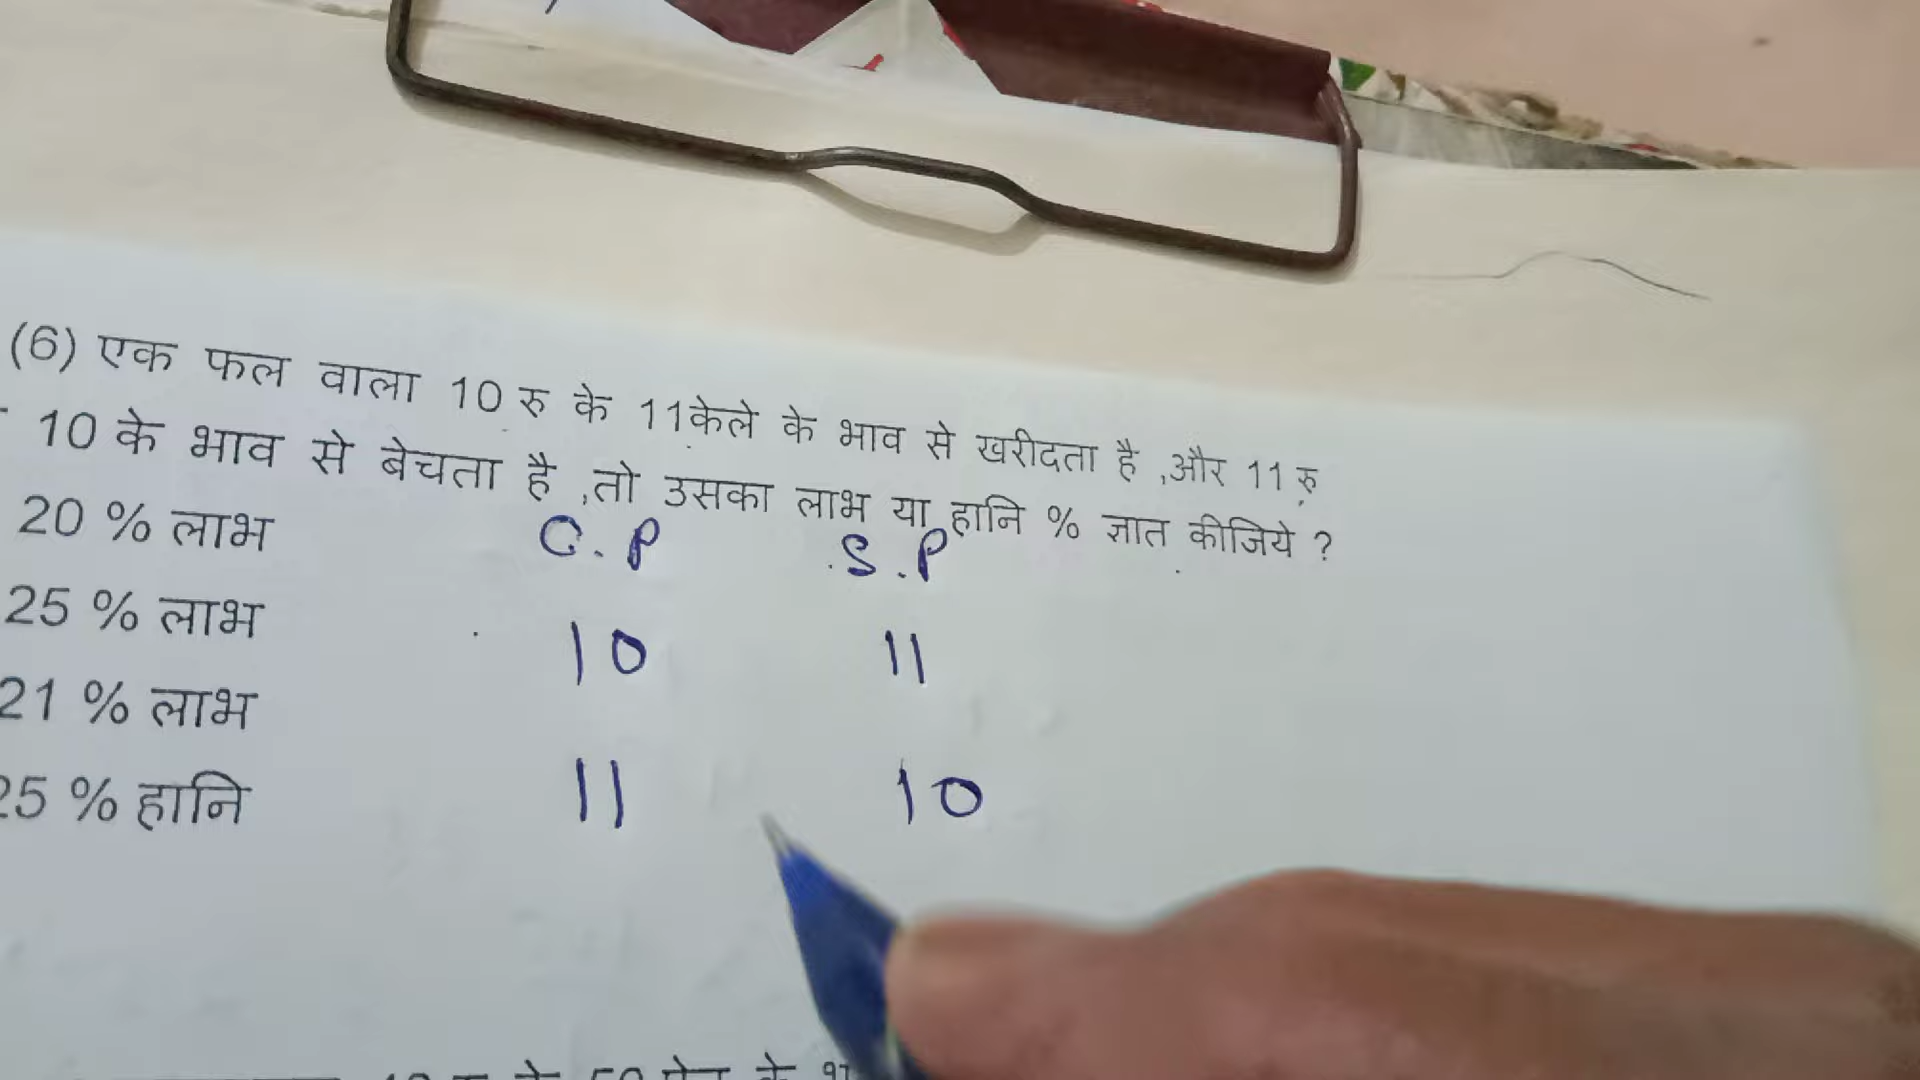 (6) एक फल वाला 10 रु के 11केले के भाव से खरीदता है ,और 11 रु
10 के भाव से बेचता है ,तो उसका लाभ या हानि % ज्ञात कीजिये ?
20 % लाभ
25 % लाभ
21 % लाभ
25 % हानि
C.P S.P
10 11
11 10